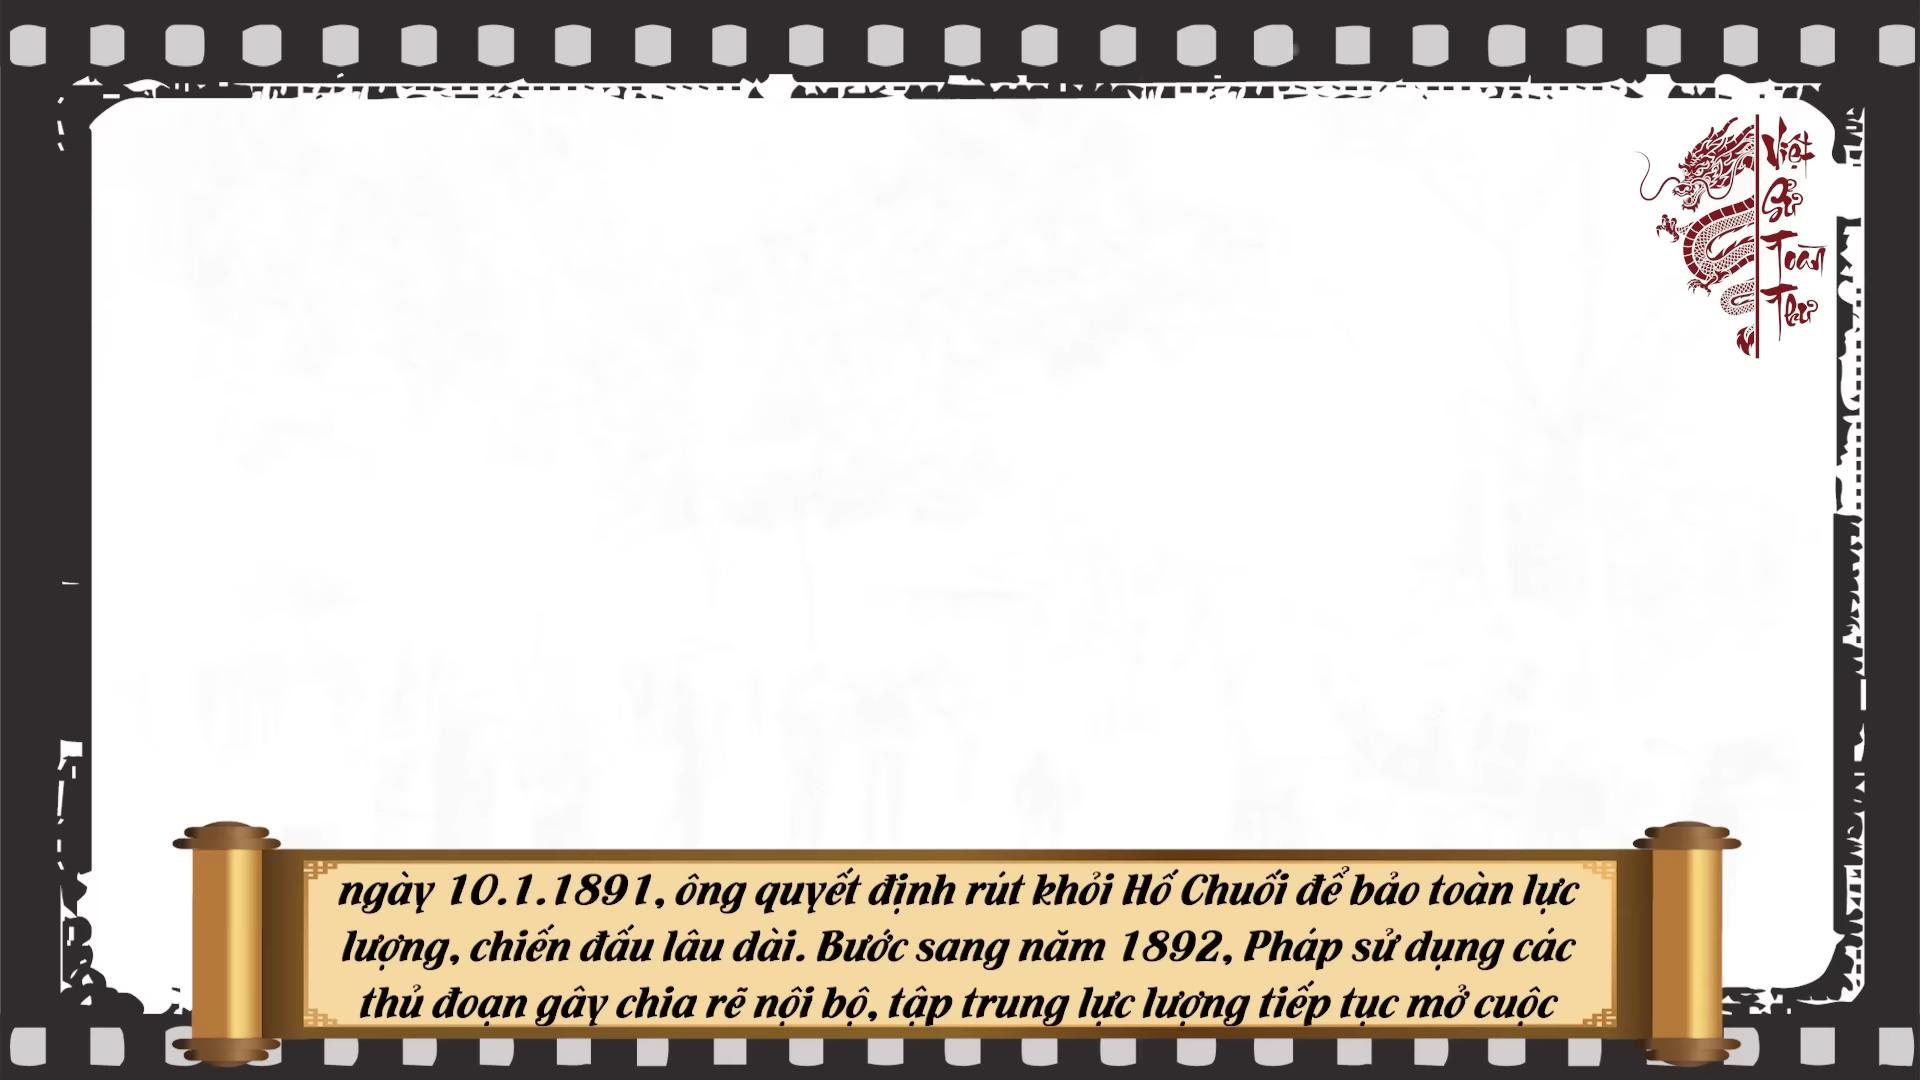 Việt
Sử
Toàn
Thư
ngày 10.1.1891, ông quyết định rút khỏi Hố Chuối để bảo toàn lực
lượng, chiến đấu lâu dài. Bước sang năm 1892, Pháp sử dụng các
thủ đoạn gây chia rẽ nội bộ, tập trung lực lượng tiếp tục mở cuộc